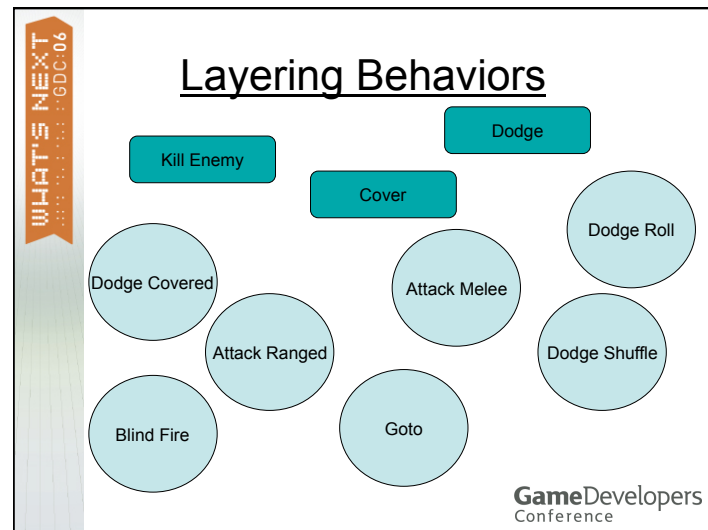 WHAT'S NEXT
GDC:06
Layering Behaviors
Dodge
Kill Enemy
Cover
Dodge Roll
Dodge Covered
Attack Melee
Attack Ranged
Dodge Shuffle
Blind Fire
Goto
GameDevelopers
Conference